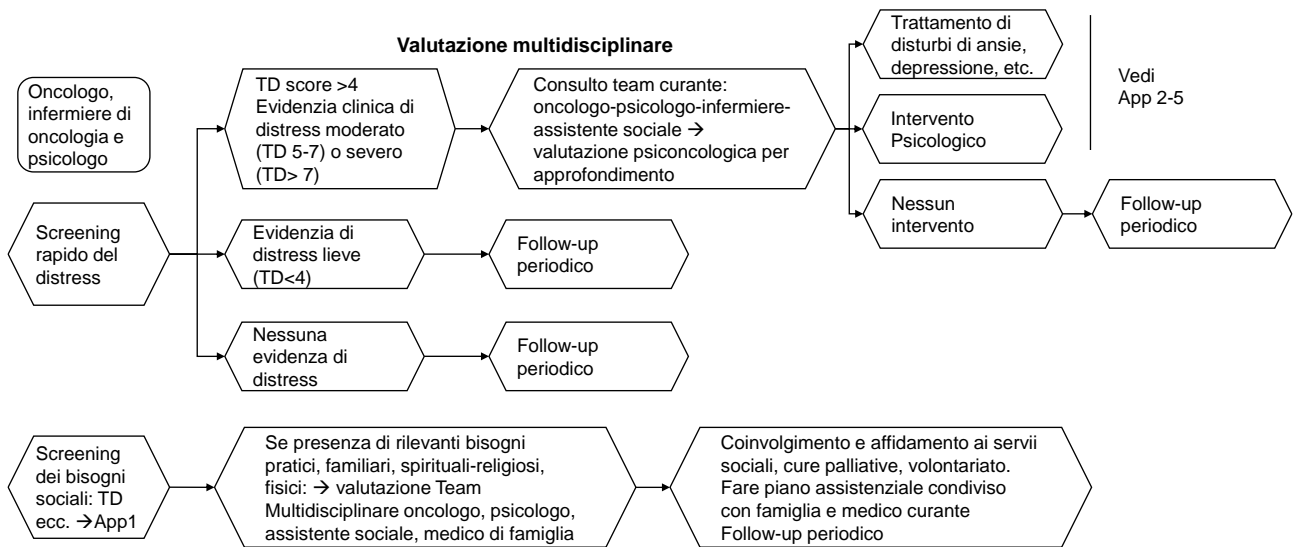 Valutazione multidisciplinare
Oncologo,
infermiere di
oncologia e
psicologo
Screening
rapido del
distress
TD score >4
Evidenzia clinica di
distress moderato
(TD 5-7) o severo
(TD> 7)
Consulto team curante:
oncologo-psicologo-infermiere-
assistente sociale →
valutazione psiconcologica per
approfondimento
Trattamento di
disturbi di ansie,
depressione, etc.
Intervento
Psicologico
Nessun
intervento
Follow-up
periodico
Vedi
App 2-5
Evidenzia di
distress lieve
(TD<4)
Follow-up
periodico
Nessuna
evidenza di
distress
Follow-up
periodico
Screening
dei bisogni
sociali: TD
ecc. →App1
Se presenza di rilevanti bisogni
pratici, familiari, spirituali-religiosi,
fisici: → valutazione Team
Multidisciplinare oncologo, psicologo,
assistente sociale, medico di famiglia
Coinvolgimento e affidamento ai servii
sociali, cure palliative, volontariato.
Fare piano assistenziale condiviso
con famiglia e medico curante
Follow-up periodico